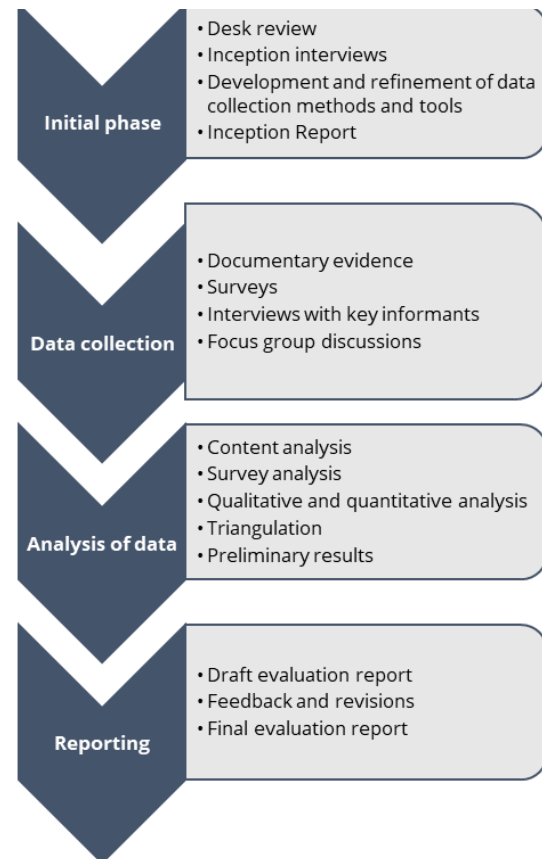 Initial phase
• Desk review
• Inception interviews
• Development and refinement of data
collection methods and tools
• Inception Report
Data collection
• Documentary evidence
• Surveys
• Interviews with key informants
• Focus group discussions
Analysis of data
• Content analysis
• Survey analysis
• Qualitative and quantitative analysis
• Triangulation
• Preliminary results
Reporting
• Draft evaluation report
• Feedback and revisions
• Final evaluation report